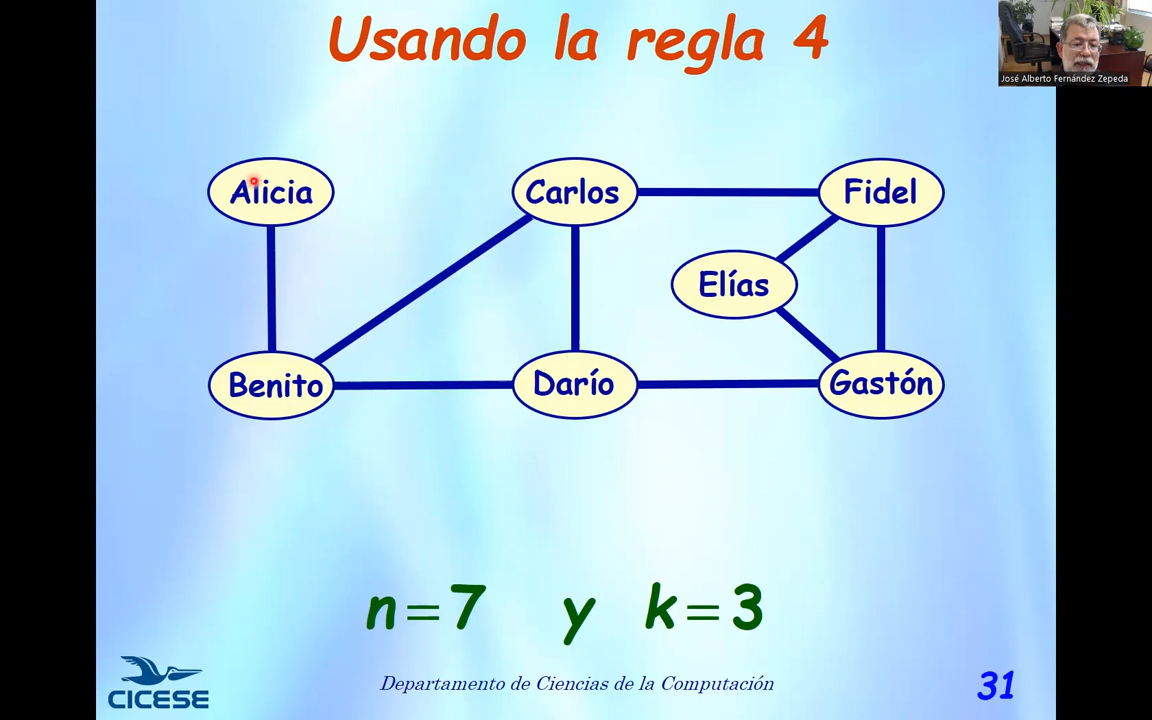 Usando la regla 4
José Alberto Fernández Zepeda
Alicia
Carlos
Fidel
Elías
Benito
Darío
Gastón
n=7 y k=3
CICESE
Departamento de Ciencias de la Computación
31